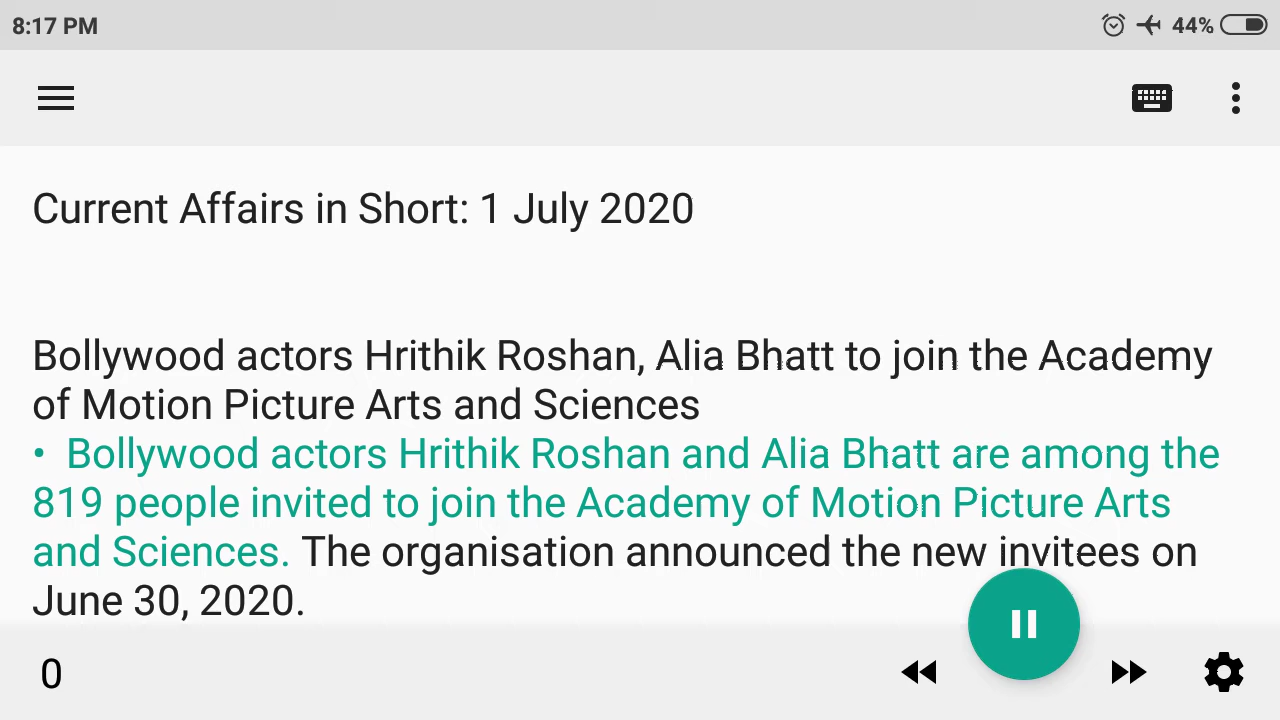 8:17 PM
44%
Current Affairs in Short: 1 July 2020
Bollywood actors Hrithik Roshan, Alia Bhatt to join the Academy
of Motion Picture Arts and Sciences
• Bollywood actors Hrithik Roshan and Alia Bhatt are among the
819 people invited to join the Academy of Motion Picture Arts
and Sciences. The organisation announced the new invitees on
June 30, 2020.
0